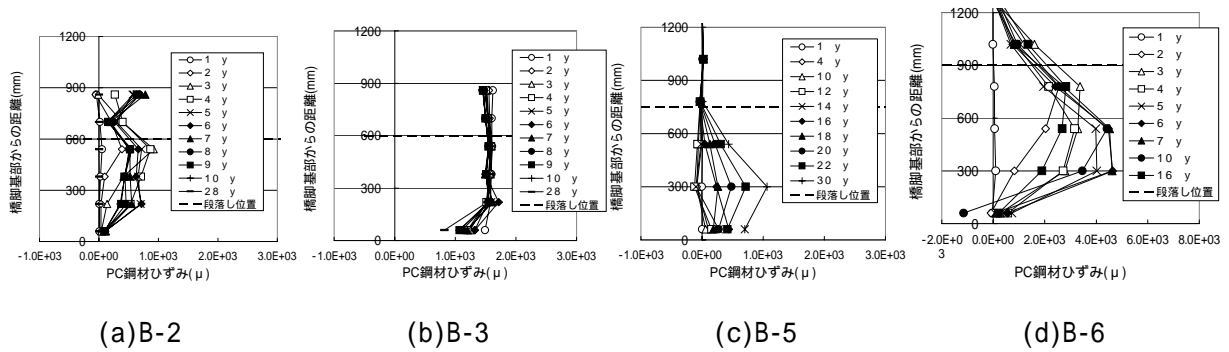 1200
900
600
300
0
-1.0E+03
0.0E+00
1.0E+03
2.0E+03
3.0E+03
橋脚基部からの距離(mm)
PC鋼材ひずみ(μ)
1 y
2 y
3 y
4 y
5 y
6 y
7 y
8 y
9 y
10 y
28 y
段落し位置
(a)B-2
1200
900
600
300
0
-1.0E+03
0.0E+00
1.0E+03
2.0E+03
3.0E+03
橋脚基部からの距離(mm)
PC鋼材ひずみ(μ)
1 y
2 y
3 y
4 y
5 y
6 y
7 y
8 y
9 y
10 y
28 y
段落し位置
(b)B-3
1200
900
600
300
0
-1.0E+03
0.0E+00
1.0E+03
2.0E+03
3.0E+03
橋脚基部からの距離(mm)
PC鋼材ひずみ(μ)
1 y
4 y
10 y
12 y
14 y
16 y
18 y
20 y
22 y
30 y
段落し位置
(c)B-5
1200
900
600
300
0
-2.0E+0
3
0.0E+00
2.0E+03
4.0E+03
6.0E+03
8.0E+03
橋脚基部からの距離(mm)
PC鋼材ひずみ(μ)
1 y
2 y
3 y
4 y
5 y
6 y
7 y
10 y
16 y
段落し位置
(d)B-6